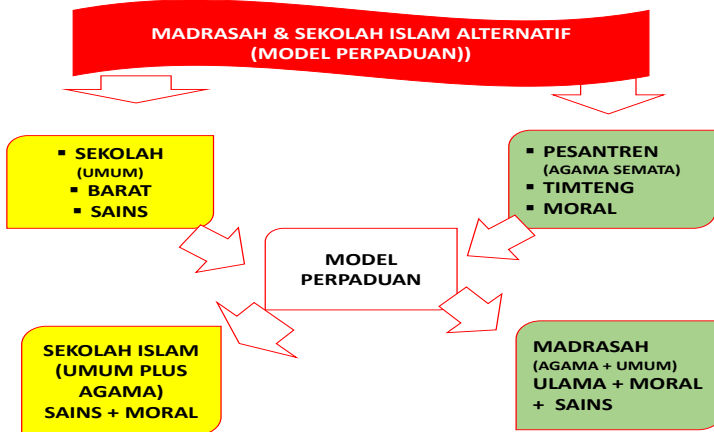 MADRASAH & SEKOLAH ISLAM ALTERNATIF
(MODEL PERPADUAN))
▪ SEKOLAH
(UMUM)
▪ BARAT
▪ SAINS
▪ PESANTREN
(AGAMA SEMATA)
▪ TIMTENG
▪ MORAL
MODEL
PERPADUAN
SEKOLAH ISLAM
(UMUM PLUS
AGAMA)
SAINS + MORAL
MADRASAH
(AGAMA + UMUM)
ULAMA + MORAL
+ SAINS